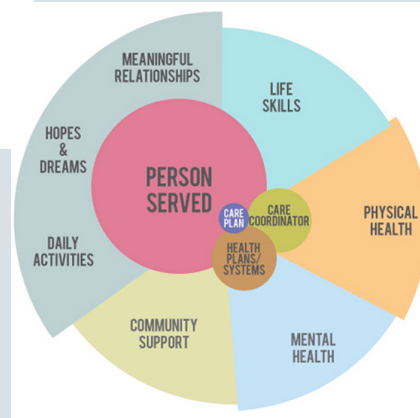 MEANINGFUL
RELATIONSHIPS
LIFE
SKILLS
HOPES
&
DREAMS
PERSON
SERVED
CARE
PLAN
CARE
COORDINATOR
PHYSICAL
HEALTH
DAILY
ACTIVITIES
HEALTH
PLANS/
SYSTEMS
COMMUNITY
SUPPORT
MENTAL
HEALTH